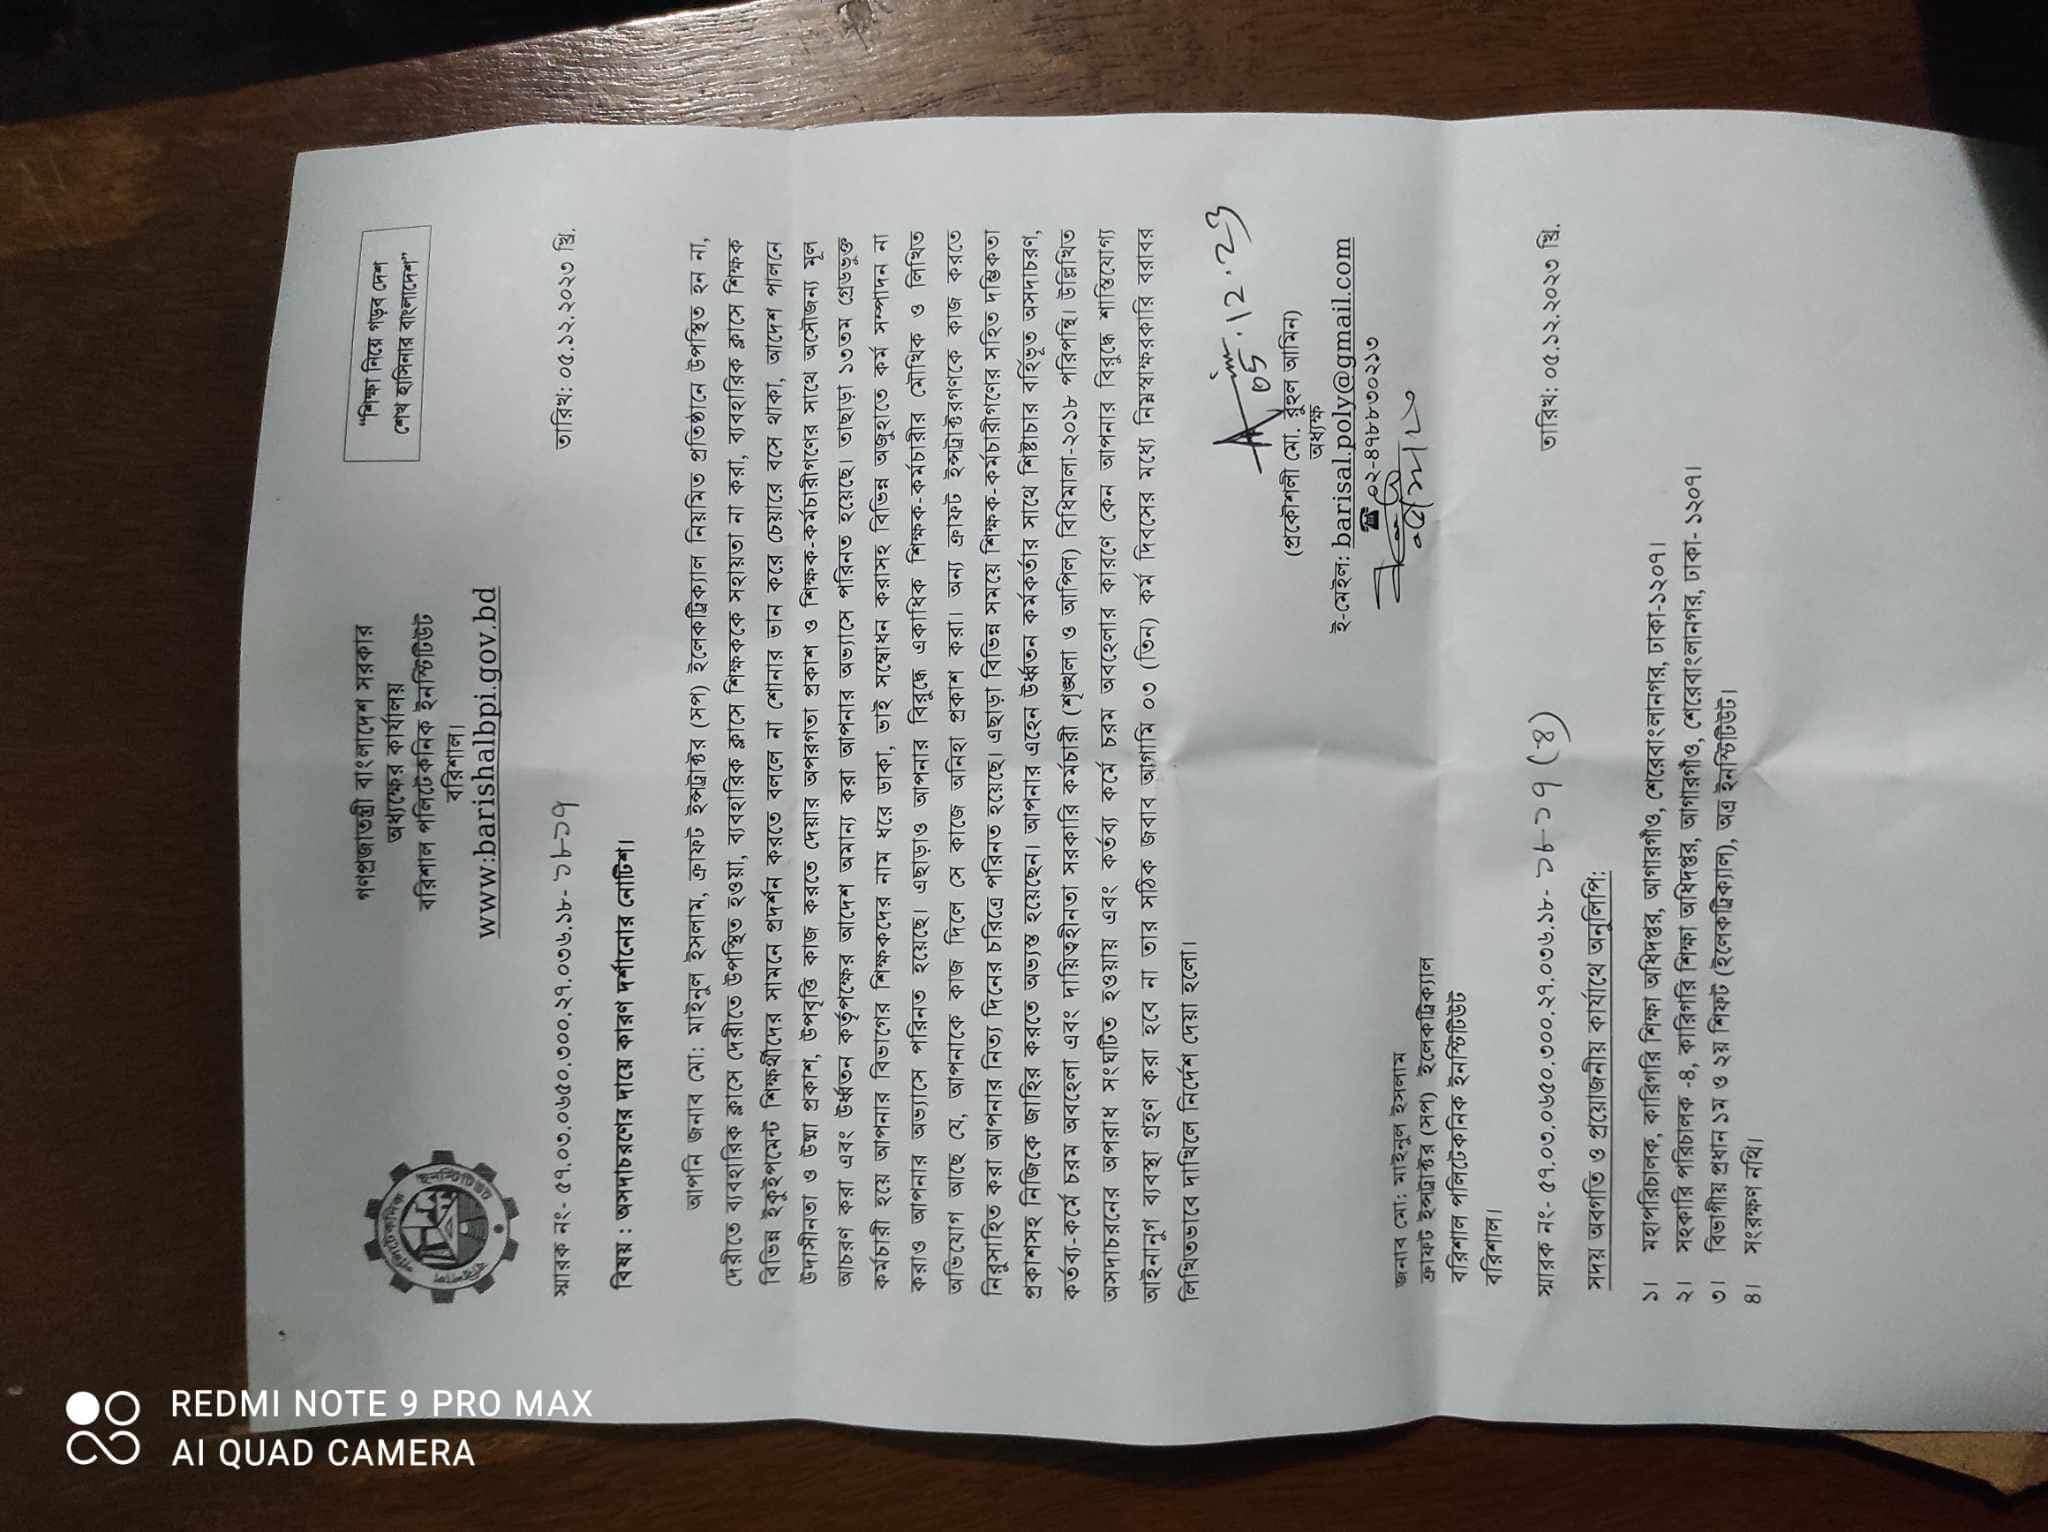 REDMI NOTE 9 PRO MAX
AI QUAD CAMERA
পলিটেকনিক
গণপ্রজাতন্ত্রী বাংলাদেশ সরকার
অধ্যক্ষের কার্যালয়
বরিশাল পলিটেকনিক ইনস্টিটিউট
বরিশাল।
www:barishalbpi.gov.bd
“শিক্ষা নিয়ে গড়ব দেশ
শেখ হাসিনার বাংলাদেশ”
স্মারক নং- ৫৭.০৩.০৬৫০.৩০০.২৭.০৩৬.১৮- ১৮১৭
তারিখ: ০৫.১২.২০২৩ খ্রি.
বিষয় : অসদাচরণের দায়ে কারণ দর্শানোর নোটিশ।
আপনি জনাব মো: মাইনুল ইসলাম, ক্রাফট ইন্সট্রাক্টর (সপ) ইলেকট্রিক্যাল নিয়মিত প্রতিষ্ঠানে উপস্থিত হন না,
দেরীতে ব্যবহারিক ক্লাসে দেরীতে উপস্থিত হওয়া, ব্যবহারিক ক্লাসে শিক্ষককে সহায়তা না করা, ব্যবহারিক ক্লাসে শিক্ষক
বিভিন্ন ইকুইপমেন্ট শিক্ষর্থীদের সামনে প্রদর্শন করতে বললে না শোনার ভান করে চেয়ারে বসে থাকা, আদেশ পালনে
উদাসীনতা ও উষ্মা প্রকাশ, উপবৃত্তি কাজ করতে দেয়ার অপরগতা প্রকাশ ও শিক্ষক-কর্মচারীগণের সাথে অসৌজন্য মূল
আচরণ করা এবং উর্ধ্বতন কর্তৃপক্ষের আদেশ অমান্য করা আপনার অভ্যাসে পরিনত হয়েছে। তাছাড়া ১৩তম গ্রেডভুক্ত
কর্মচারী হয়ে আপনার বিভাগের শিক্ষকদের নাম ধরে ডাকা, ভাই সম্বোধন করাসহ বিভিন্ন অজুহাতে কর্ম সম্পাদন না
করাও আপনার অভ্যাসে পরিনত হয়েছে। এছাড়াও আপনার বিরুদ্ধে একাধিক শিক্ষক-কর্মচারীর মৌখিক ও লিখিত
অভিযোগ আছে যে, আপনাকে কাজ দিলে সে কাজে অনিহা প্রকাশ করা। অন্য ক্রাফট ইন্সট্রাক্টরগণকে কাজ করতে
নিরুসাহিত করা আপনার নিত্য দিনের চরিত্রে পরিনত হয়েছে। এছাড়া বিভিন্ন সময়ে শিক্ষক-কর্মচারীগণের সহিত দম্ভিকতা
প্রকাশসহ নিজিকে জাহির করতে অভ্যস্ত হয়েছেন। আপনার এহেন উর্ধ্বতন কর্মকর্তার সাথে শিষ্টাচার বর্হিভূত অসদাচরণ,
কর্তব্য-কর্মে চরম অবহেলা এবং দায়িত্বহীনতা সরকারি কর্মচারী (শৃঙ্খলা ও আপিল) বিধিমালা-২০১৮ পরিপন্থি। উল্লিখিত
অসদাচরনের অপরাধ সংঘটিত হওয়ায় এবং কর্তব্য কর্মে চরম অবহেলার কারণে কেন আপনার বিরুদ্ধে শাস্তিযোগ্য
আইনানুগ ব্যবস্থা গ্রহণ করা হবে না তার সঠিক জবাব আগামি ০৩ (তিন) কর্ম দিবসের মধ্যে নিম্নস্বাক্ষরকারি বরাবর
লিখিতভাবে দাখিলে নির্দেশ দেয়া হলো।
05.12.23
(প্রকৌশলী মো. রুহুল আমিন)
অধ্যক্ষ
ই-মেইল: barisal.poly@gmail.com
☎ ০২-৪৭৮৮৩০২১৩
জনাব মো: মাইনুল ইসলাম
ক্রাফট ইন্সট্রাক্টর (সপ) ইলেকট্রিক্যাল
বরিশাল পলিটেকনিক ইনস্টিটিউট
বরিশাল।
স্মারক নং- ৫৭.০৩.০৬৫০.৩০০.২৭.০৩৬.১৮- ১৮১৭ (৪)
তারিখ: ০৫.১২.২০২৩ খ্রি.
সদয় অবগতি ও প্রয়োজনীয় কার্যাথে অনুলিপি:
১। মহাপরিচালক, কারিগরি শিক্ষা অধিদপ্তর, আগারগাঁও, শেরেবাংলানগর, ঢাকা-১২০৭।
২। সহকারি পরিচালক -৪, কারিগরি শিক্ষা অধিদপ্তর, আগারগাঁও, শেরেবাংলানগর, ঢাকা- ১২০৭।
৩। বিভাগীয় প্রধান ১ম ও ২য় শিফট (ইলেকট্রিক্যাল), অত্র ইনস্টিটিউট।
৪। সংরক্ষণ নথি।